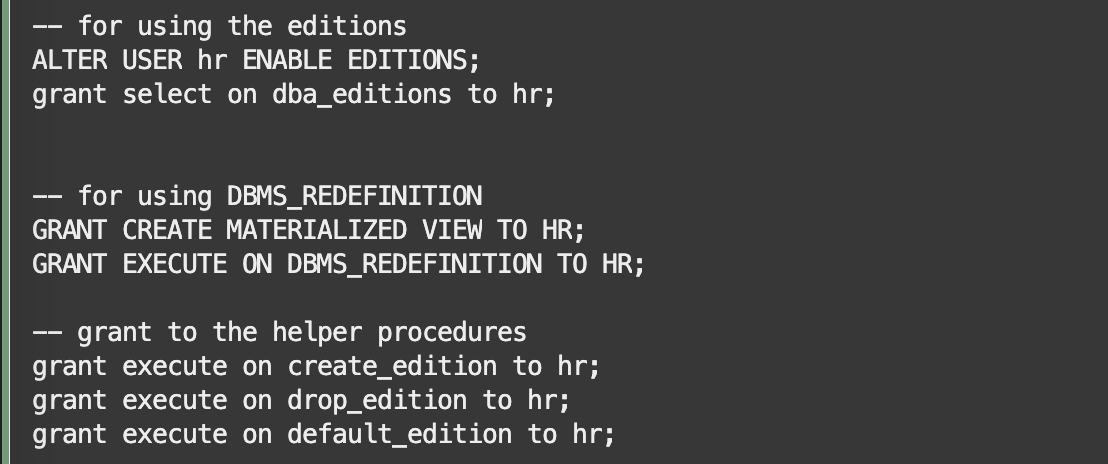 -- for using the editions
ALTER USER hr ENABLE EDITIONS;
grant select on dba_editions to hr;
-- for using DBMS_REDEFINITION
GRANT CREATE MATERIALIZED VIEW TO HR;
GRANT EXECUTE ON DBMS_REDEFINITION TO HR;
-- grant to the helper procedures
grant execute on create_edition to hr;
grant execute on drop_edition to hr;
grant execute on default_edition to hr;